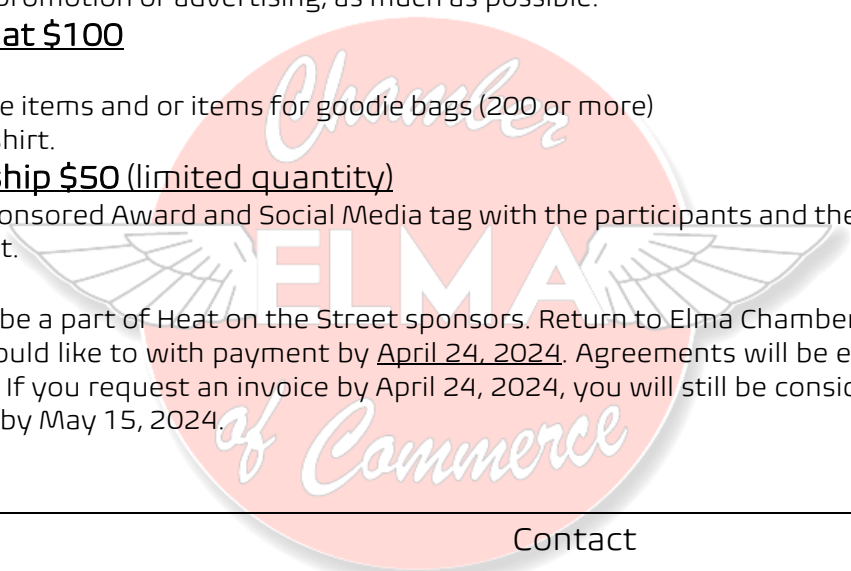 promotion or advertising, as much as possible.
at $100
e items and or items for goodie bags (200 or more)
hirt.
ship $50 (limited quantity)
onsored Award and Social Media tag with the participants and the
t.
be a part of Heat on the Street sponsors. Return to Elma Chamber
ould like to with payment by April 24, 2024. Agreements will be e
If you request an invoice by April 24, 2024, you will still be consid
by May 15, 2024.
Contact
Chamber
ELMA
of Commerce